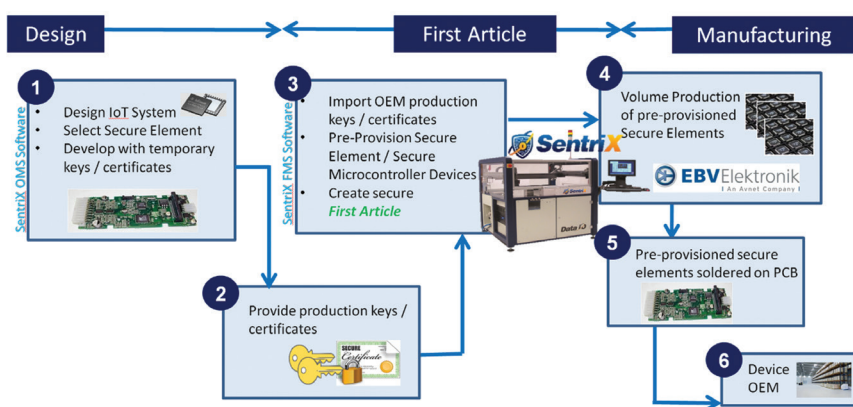 Design
First Article
Manufacturing
1
SentriX OMS Software
• Design IoT System
• Select Secure Element
• Develop with temporary
keys / certificates
2
Provide production keys /
certificates
SECURE
Certificate
3
SentriX FMS Software
• Import OEM production
keys / certificates
• Pre-Provision Secure
Element / Secure
Microcontroller Devices
• Create secure
First Article
SentriX
Data I/O
4
Volume Production
of pre-provisioned
Secure Elements
EBVElektronik
| An Avnet Company |
5
Pre-provisioned secure
elements soldered on PCB
6
Device
OEM